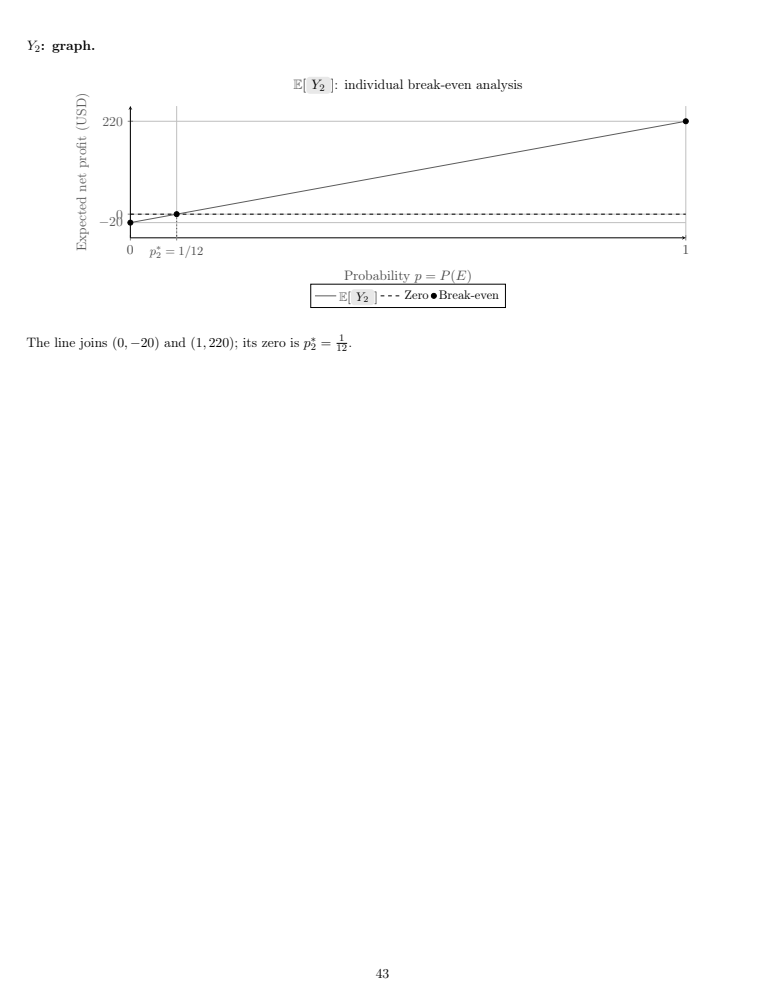 Y₂: graph.
𝔼[ Y₂ ]: individual break-even analysis
Expected net profit (USD)
220
0
−20
0 p₂* = 1/12 1
Probability p = P(E)
𝔼[ Y₂ ] Zero Break-even
The line joins (0, −20) and (1, 220); its zero is p₂* = 1/12.
43